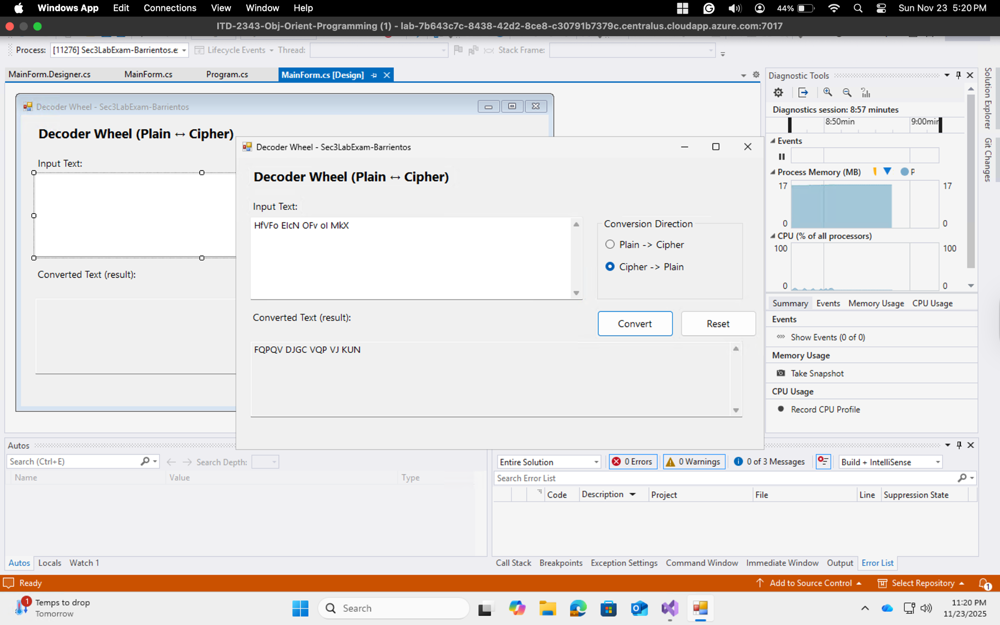 Windows App Edit Connections View Window Help 44% Sun Nov 23 5:20 PM
ITD-2343-Obj-Orient-Programming (1) - lab-7b643c7c-8438-42d2-8ce8-c30791b7379c.centralus.cloudapp.azure.com:7017
Process: [11276] Sec3LabExam-Barrientos.e Lifecycle Events Thread: Stack Frame:
MainForm.Designer.cs MainForm.cs Program.cs MainForm.cs [Design]
Decoder Wheel - Sec3LabExam-Barrientos
Decoder Wheel (Plain ↔ Cipher)
Input Text:
Converted Text (result):
Decoder Wheel - Sec3LabExam-Barrientos
Decoder Wheel (Plain ↔ Cipher)
Input Text:
HfVFo EIcN OFv oI MkX
Conversion Direction
Plain -> Cipher
Cipher -> Plain
Converted Text (result):
Convert Reset
FQPQV DJGC VQP VJ KUN
Diagnostic Tools
Diagnostics session: 8:57 minutes
8:50min 9:00min
Events
Process Memory (MB) P
17 17
0 0
CPU (% of all processors)
100 100
0 0
Summary Events Memory Usage CPU Usage
Events
Show Events (0 of 0)
Memory Usage
Take Snapshot
CPU Usage
Record CPU Profile
Solution Explorer
Git Changes
Autos
Search (Ctrl+E) Search Depth:
Name Value Type
Autos Locals Watch 1
Entire Solution 0 Errors 0 Warnings 0 of 3 Messages Build + IntelliSense
Search Error List
Code Description Project File Line Suppression State
Call Stack Breakpoints Exception Settings Command Window Immediate Window Output Error List
Ready Add to Source Control Select Repository 1
1 Temps to drop
Tomorrow
Search
11:20 PM
11/23/2025